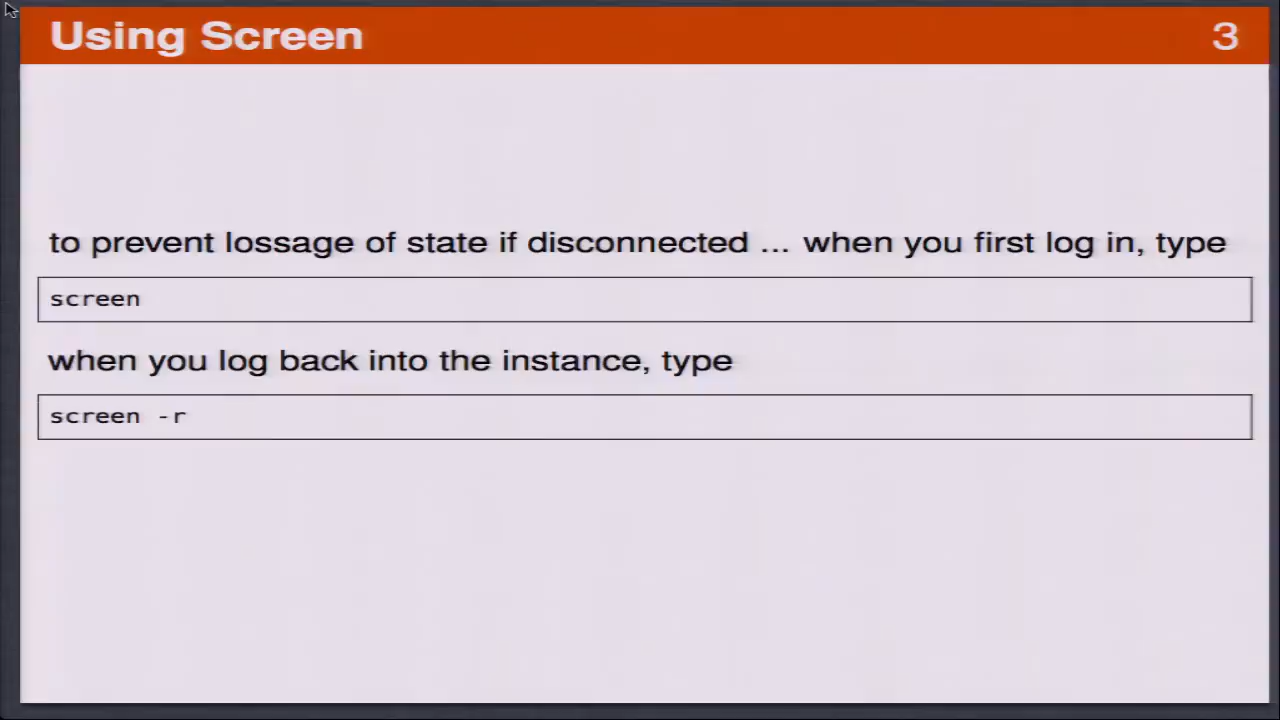 Using Screen
3
to prevent lossage of state if disconnected ... when you first log in, type
screen
when you log back into the instance, type
screen -r